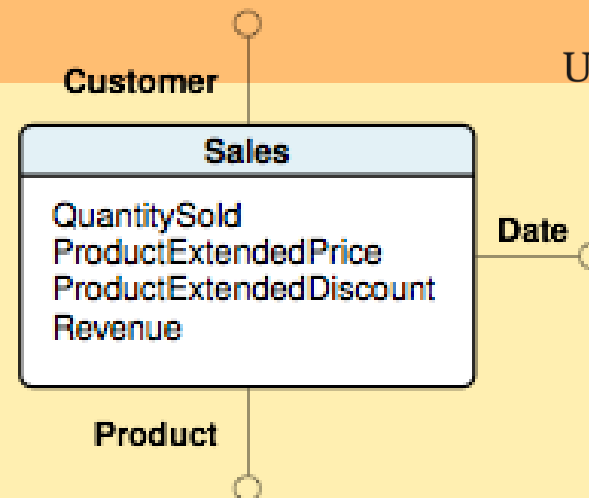 U
Customer
Sales
QuantitySold
ProductExtendedPrice
ProductExtendedDiscount
Revenue
Date
Product